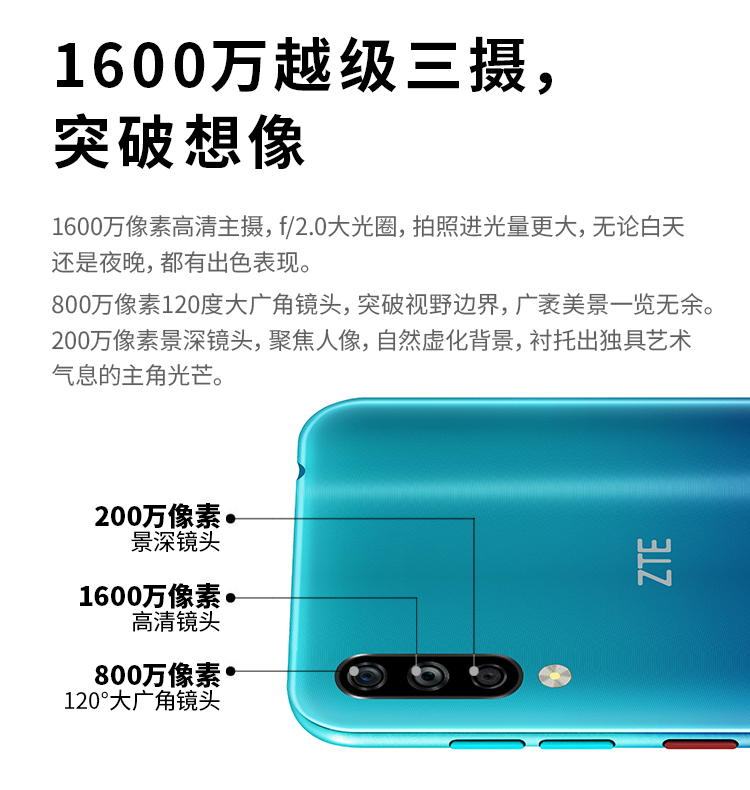 1600万越级三摄，
突破想像
1600万像素高清主摄，f/2.0大光圈，拍照进光量更大，无论白天
还是夜晚，都有出色表现。
800万像素120度大广角镜头，突破视野边界，广袤美景一览无余。
200万像素景深镜头，聚焦人像，自然虚化背景，衬托出独具艺术
气息的主角光芒。
200万像素
景深镜头
ZTE
1600万像素
高清镜头
800万像素
120°大广角镜头